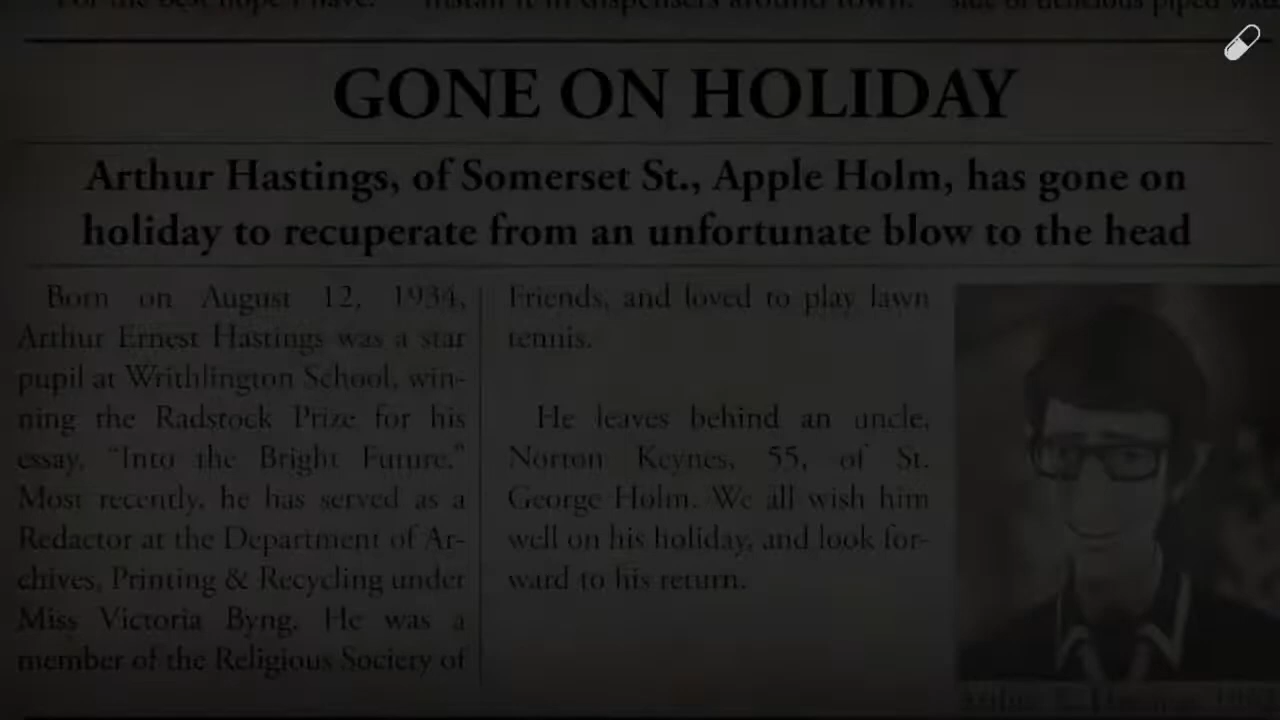 GONE ON HOLIDAY
Arthur Hastings, of Somerset St., Apple Holm, has gone on
holiday to recuperate from an unfortunate blow to the head
Born on August 12, 1934,
Arthur Ernest Hastings was a star
pupil at Writhlington School, win-
ning the Radstock Prize for his
essay, "Into the Bright Future."
Most recently, he has served as a
Redactor at the Department of Ar-
chives, Printing & Recycling under
Miss Victoria Byng. He was a
member of the Religious Society of
Friends, and loved to play lawn
tennis.
He leaves behind an uncle,
Norton Keynes, 55, of St.
George Holm. We all wish him
well on his holiday, and look for-
ward to his return.